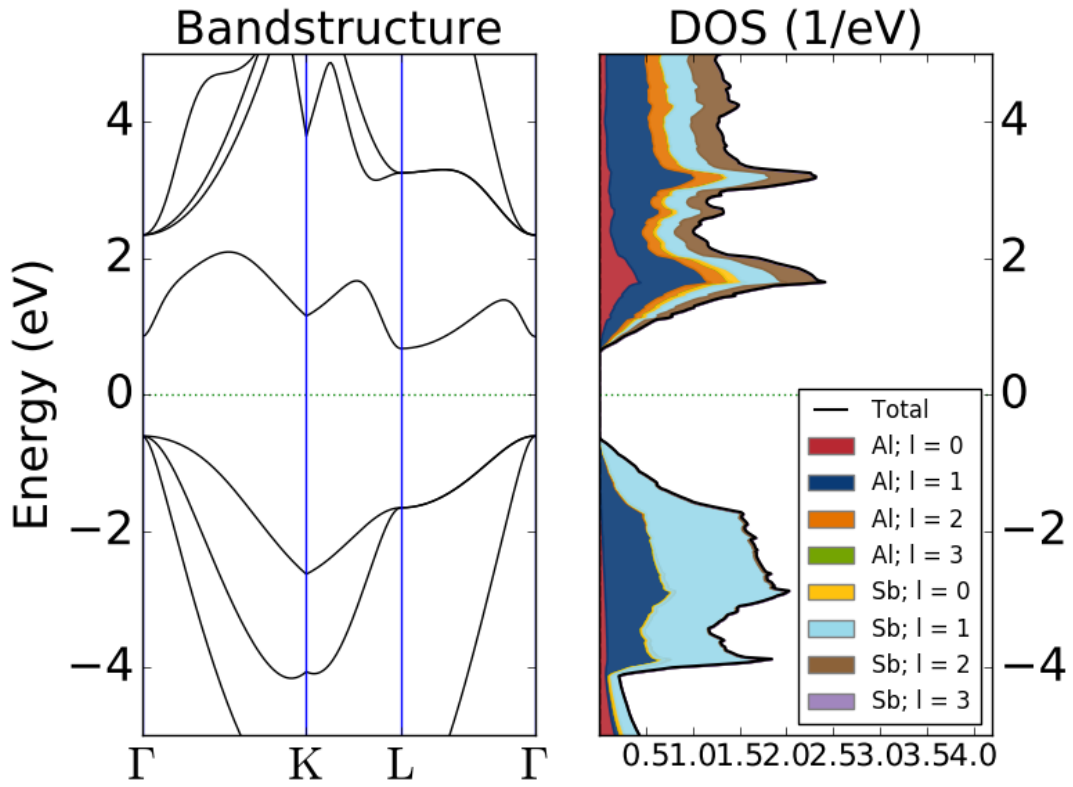 Bandstructure
DOS (1/eV)
Energy (eV)
4
2
0
−2
−4
Γ K L Γ
4
2
0
−2
−4
0.51.01.52.02.53.03.54.0
Total
Al; l = 0
Al; l = 1
Al; l = 2
Al; l = 3
Sb; l = 0
Sb; l = 1
Sb; l = 2
Sb; l = 3